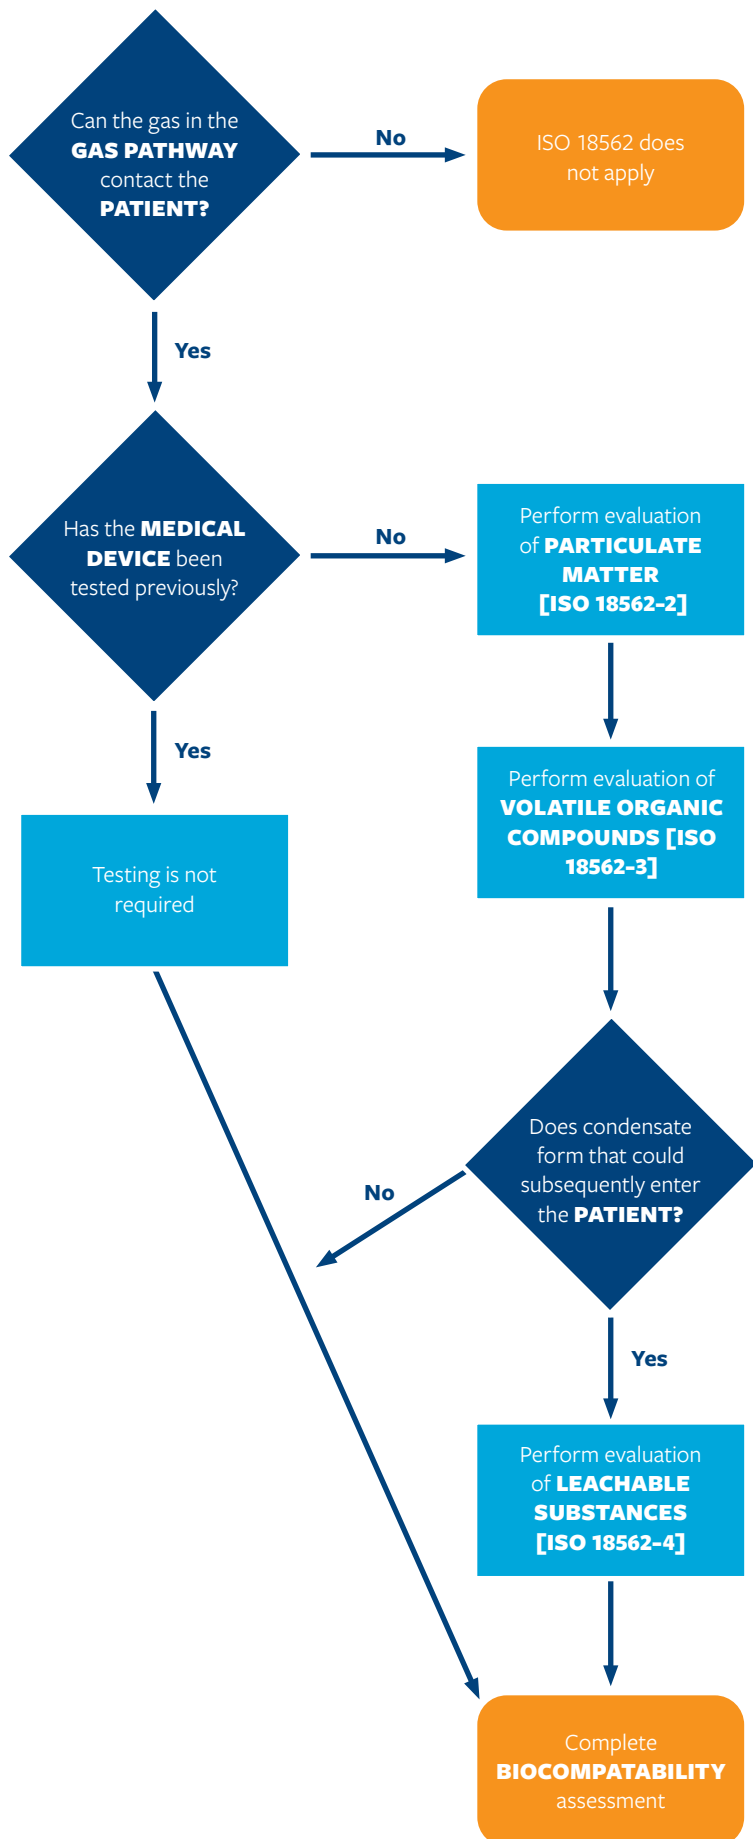 Can the gas in the
GAS PATHWAY
contact the
PATIENT?
No
ISO 18562 does
not apply
Yes
Has the MEDICAL
DEVICE been
tested previously?
No
Perform evaluation
of PARTICULATE
MATTER
[ISO 18562-2]
Yes
Testing is not
required
Perform evaluation of
VOLATILE ORGANIC
COMPOUNDS [ISO
18562-3]
Does condensate
form that could
subsequently enter
the PATIENT?
No
Yes
Perform evaluation
of LEACHABLE
SUBSTANCES
[ISO 18562-4]
Complete
BIOCOMPATABILITY
assessment